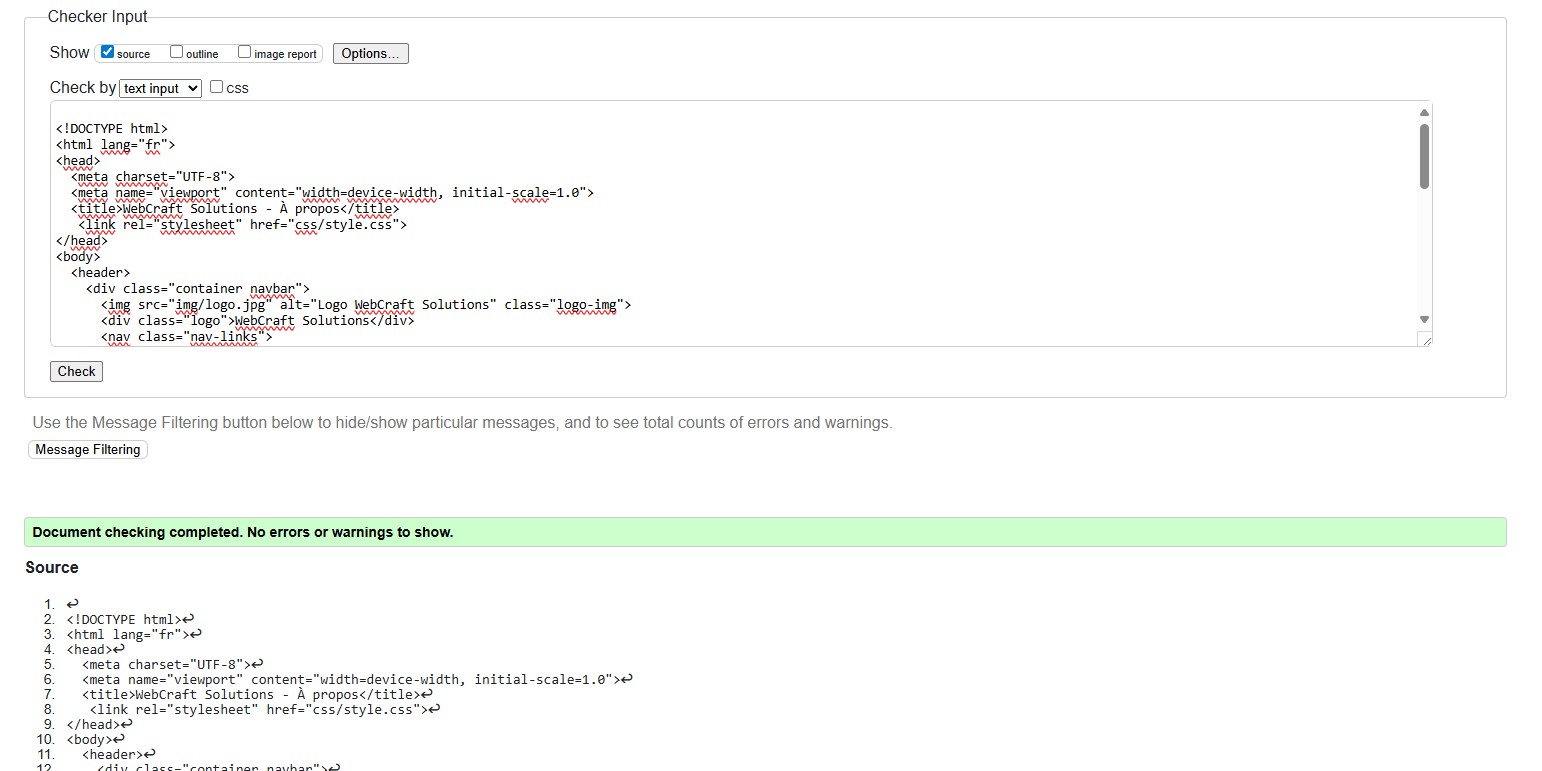 Checker Input
Show source outline image report Options...
Check by text input css
<!DOCTYPE html>
<html lang="fr">
<head>
  <meta charset="UTF-8">
  <meta name="viewport" content="width=device-width, initial-scale=1.0">
  <title>WebCraft Solutions - À propos</title>
   <link rel="stylesheet" href="css/style.css">
</head>
<body>
  <header>
    <div class="container navbar">
      <img src="img/logo.jpg" alt="Logo WebCraft Solutions" class="logo-img">
      <div class="logo">WebCraft Solutions</div>
      <nav class="nav-links">
Check
Use the Message Filtering button below to hide/show particular messages, and to see total counts of errors and warnings.
Message Filtering
Document checking completed. No errors or warnings to show.
Source
1. ↩
2. <!DOCTYPE html>↩
3. <html lang="fr">↩
4. <head>↩
5.   <meta charset="UTF-8">↩
6.   <meta name="viewport" content="width=device-width, initial-scale=1.0">↩
7.   <title>WebCraft Solutions - À propos</title>↩
8.    <link rel="stylesheet" href="css/style.css">↩
9. </head>↩
10. <body>↩
11.   <header>↩
12.     <div class="container navbar">↩